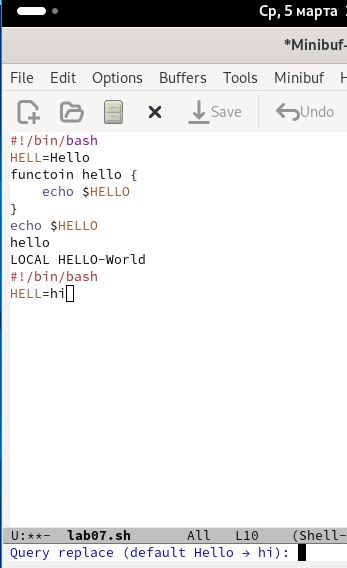 Ср, 5 марта
*Minibuf-
File Edit Options Buffers Tools Minibuf
Save Undo
#!/bin/bash
HELL=Hello
functoin hello {
    echo $HELLO
}
echo $HELLO
hello
LOCAL HELLO-World
#!/bin/bash
HELL=hi
U:**- lab07.sh All L10 (Shell-
Query replace (default Hello → hi):